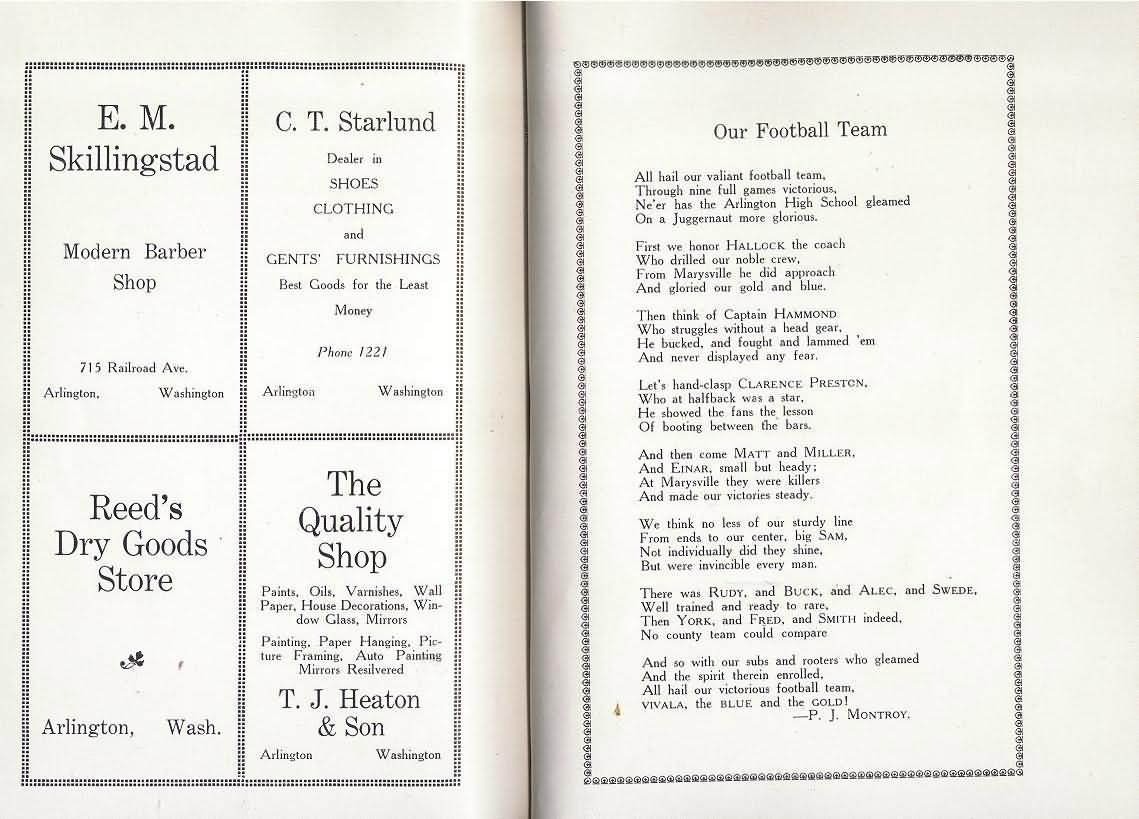 E. M.
Skillingstad
Modern Barber
Shop
715 Railroad Ave.
Arlington, Washington
C. T. Starlund
Dealer in
SHOES
CLOTHING
and
GENTS' FURNISHINGS
Best Goods for the Least
Money
Phone 1221
Arlington Washington
Reed's
Dry Goods
Store
Arlington, Wash.
The
Quality
Shop
Paints, Oils, Varnishes, Wall
Paper, House Decorations, Win-
dow Glass, Mirrors
Painting, Paper Hanging, Pic-
ture Framing, Auto Painting
Mirrors Resilvered
T. J. Heaton
& Son
Arlington Washington
Our Football Team
All hail our valiant football team,
Through nine full games victorious,
Ne'er has the Arlington High School gleamed
On a Juggernaut more glorious.
First we honor HALLOCK the coach
Who drilled our noble crew,
From Marysville he did approach
And gloried our gold and blue.
Then think of Captain HAMMOND
Who struggles without a head gear,
He bucked, and fought and lammed 'em
And never displayed any fear.
Let's hand-clasp CLARENCE PRESTON,
Who at halfback was a star,
He showed the fans the lesson
Of booting between the bars.
And then come MATT and MILLER,
And EINAR, small but heady;
At Marysville they were killers
And made our victories steady.
We think no less of our sturdy line
From ends to our center, big SAM,
Not individually did they shine,
But were invincible every man.
There was RUDY, and BUCK, and ALEC, and SWEDE,
Well trained and ready to rare,
Then YORK, and FRED, and SMITH indeed,
No county team could compare
And so with our subs and rooters who gleamed
And the spirit therein enrolled,
All hail our victorious football team,
VIVALA, the BLUE and the GOLD!
—P. J. MONTROY.